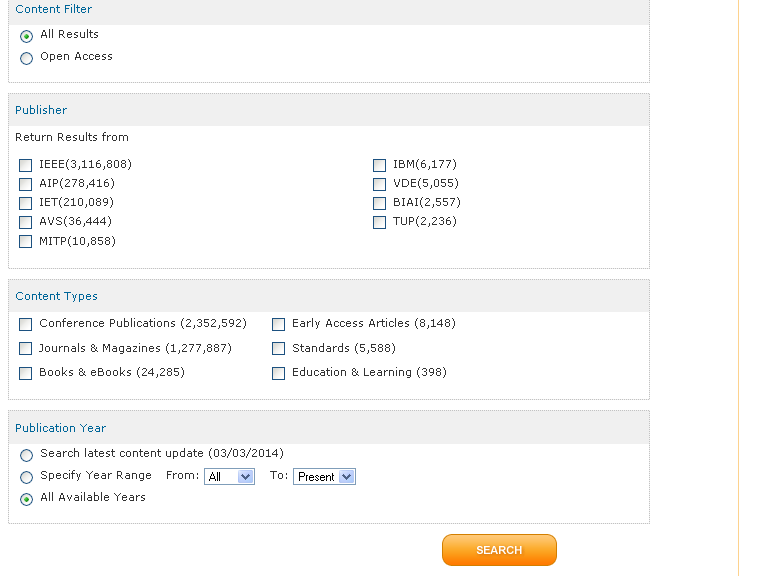 Content Filter
All Results
Open Access
Publisher
Return Results from
IEEE(3,116,808) IBM(6,177)
AIP(278,416) VDE(5,055)
IET(210,089) BIAI(2,557)
AVS(36,444) TUP(2,236)
MITP(10,858)
Content Types
Conference Publications (2,352,592) Early Access Articles (8,148)
Journals & Magazines (1,277,887) Standards (5,588)
Books & eBooks (24,285) Education & Learning (398)
Publication Year
Search latest content update (03/03/2014)
Specify Year Range From: All To: Present
All Available Years
SEARCH